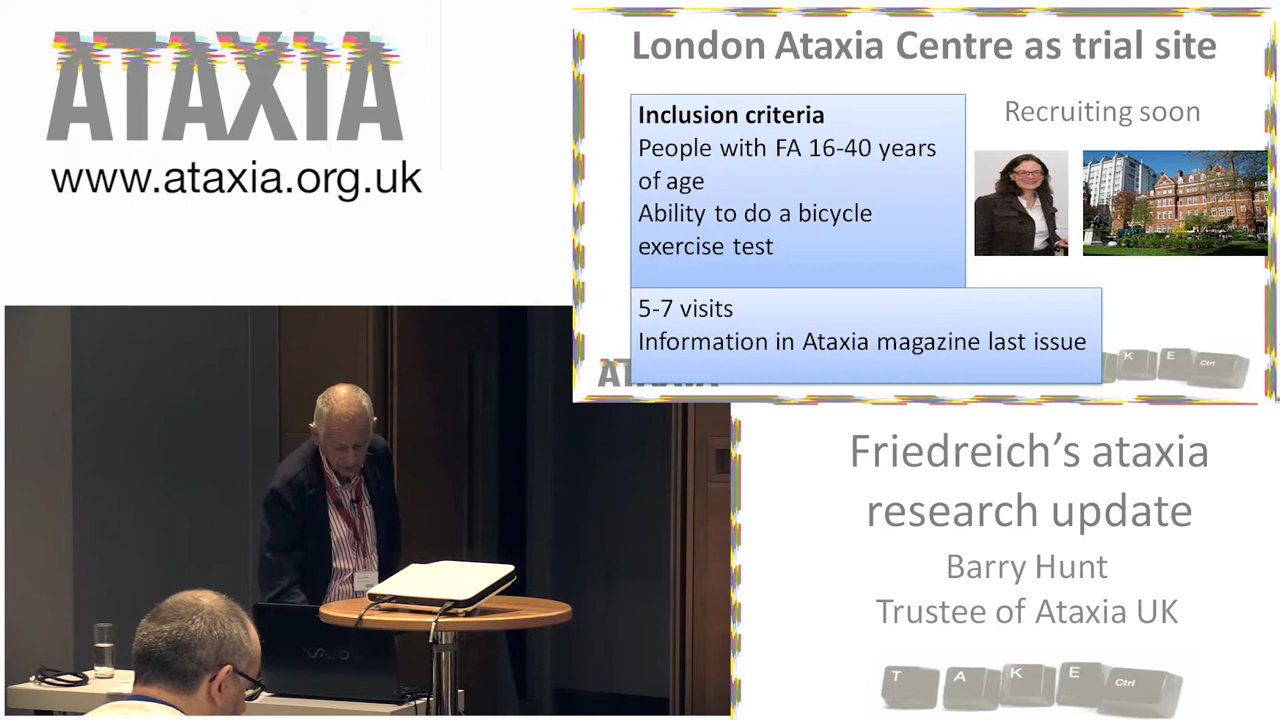 ATAXIA
www.ataxia.org.uk
London Ataxia Centre as trial site
Inclusion criteria
People with FA 16-40 years
of age
Ability to do a bicycle
exercise test
Recruiting soon
5-7 visits
Information in Ataxia magazine last issue
K E Ctrl
Friedreich's ataxia
research update
Barry Hunt
Trustee of Ataxia UK
VAIO
T A K E Ctrl